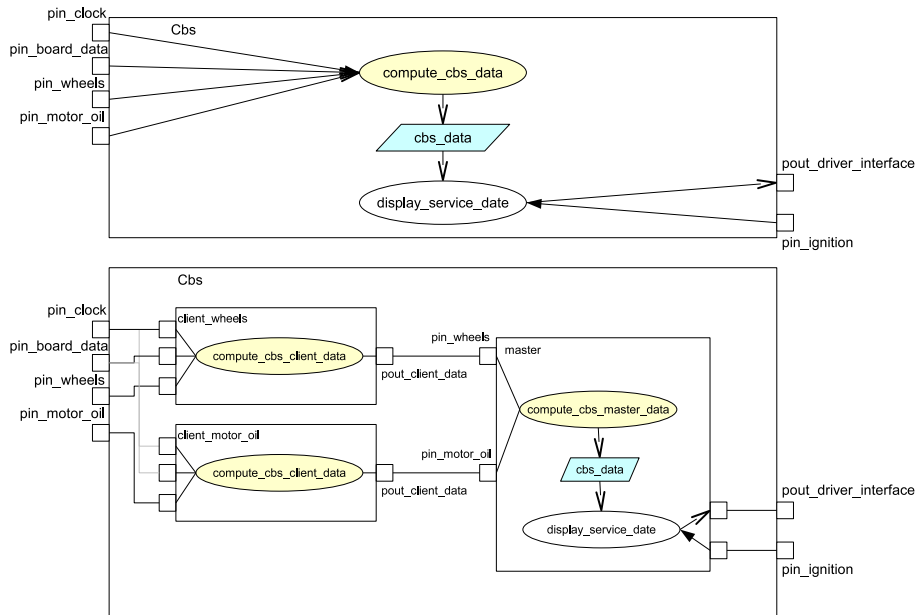 pin_clock
Cbs
pin_board_data
pin_wheels
pin_motor_oil
compute_cbs_data
cbs_data
pout_driver_interface
display_service_date
pin_ignition
Cbs
pin_clock
client_wheels
pin_wheels
master
pin_board_data
compute_cbs_client_data
pout_client_data
pin_wheels
pin_motor_oil
compute_cbs_master_data
client_motor_oil
pin_motor_oil
compute_cbs_client_data
cbs_data
pout_client_data
pout_driver_interface
display_service_date
pin_ignition